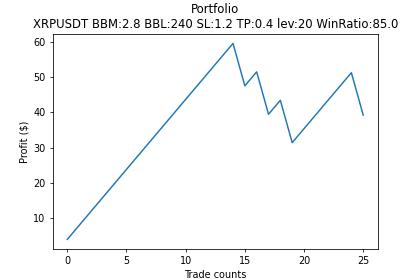 Portfolio
XRPUSDT BBM:2.8 BBL:240 SL:1.2 TP:0.4 lev:20 WinRatio:85.0
60
50
40
30
20
10
Profit ($)
0 5 10 15 20 25
Trade counts